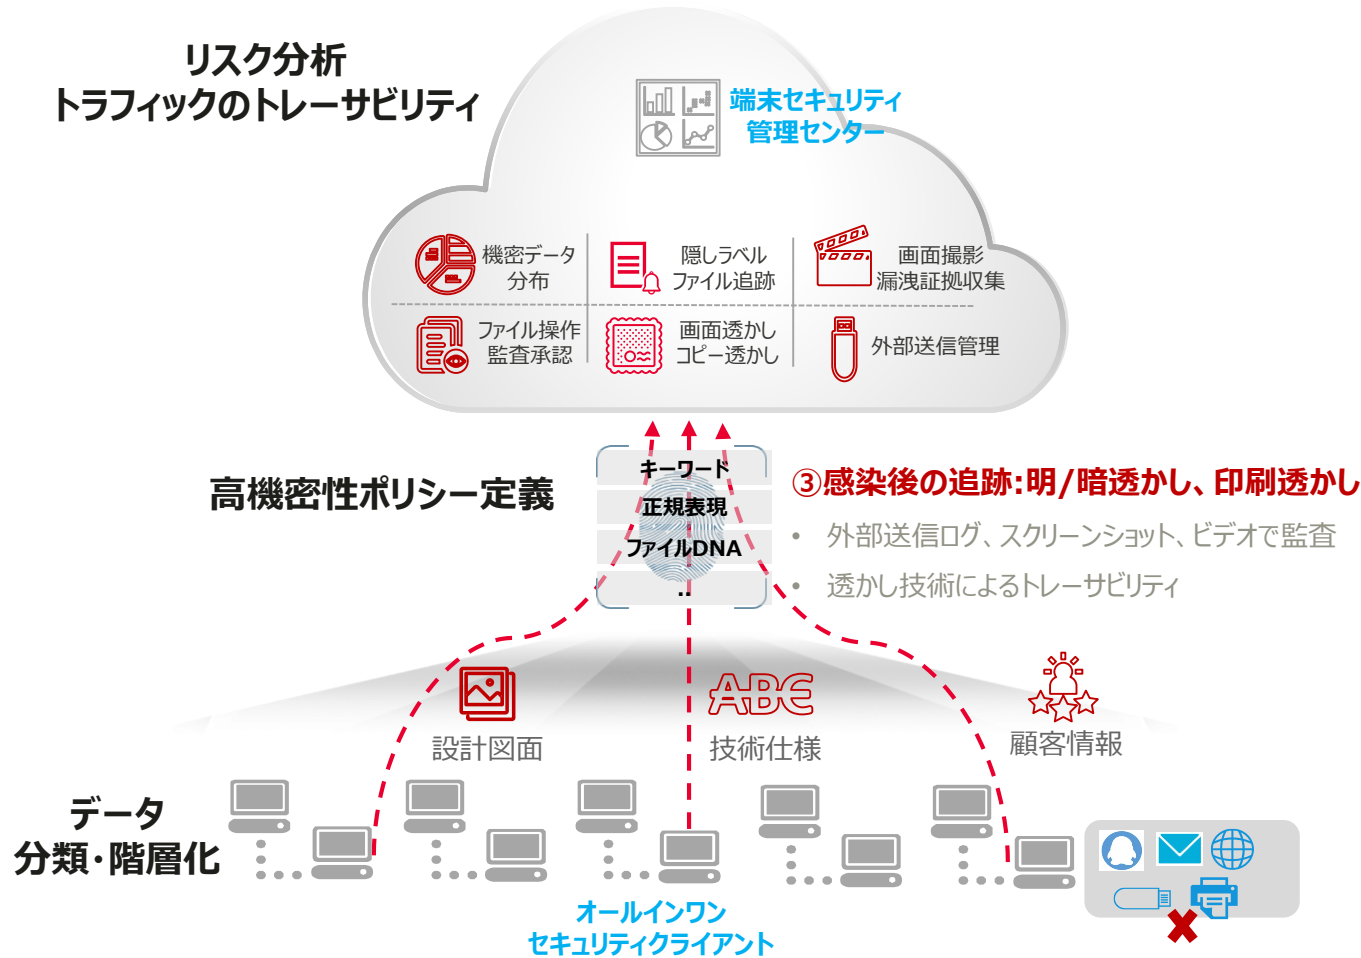 リスク分析
トラフィックのトレーサビリティ
端末セキュリティ
管理センター
機密データ
分布
隠しラベル
ファイル追跡
画面撮影
漏洩証拠収集
ファイル操作
監査承認
画面透かし
コピー透かし
外部送信管理
高機密性ポリシー定義
キーワード
正規表現
ファイルDNA
..
③感染後の追跡:明/暗透かし、印刷透かし
• 外部送信ログ、スクリーンショット、ビデオで監査
• 透かし技術によるトレーサビリティ
ABC
設計図面
技術仕様
顧客情報
データ
分類・階層化
オールインワン
セキュリティクライアント